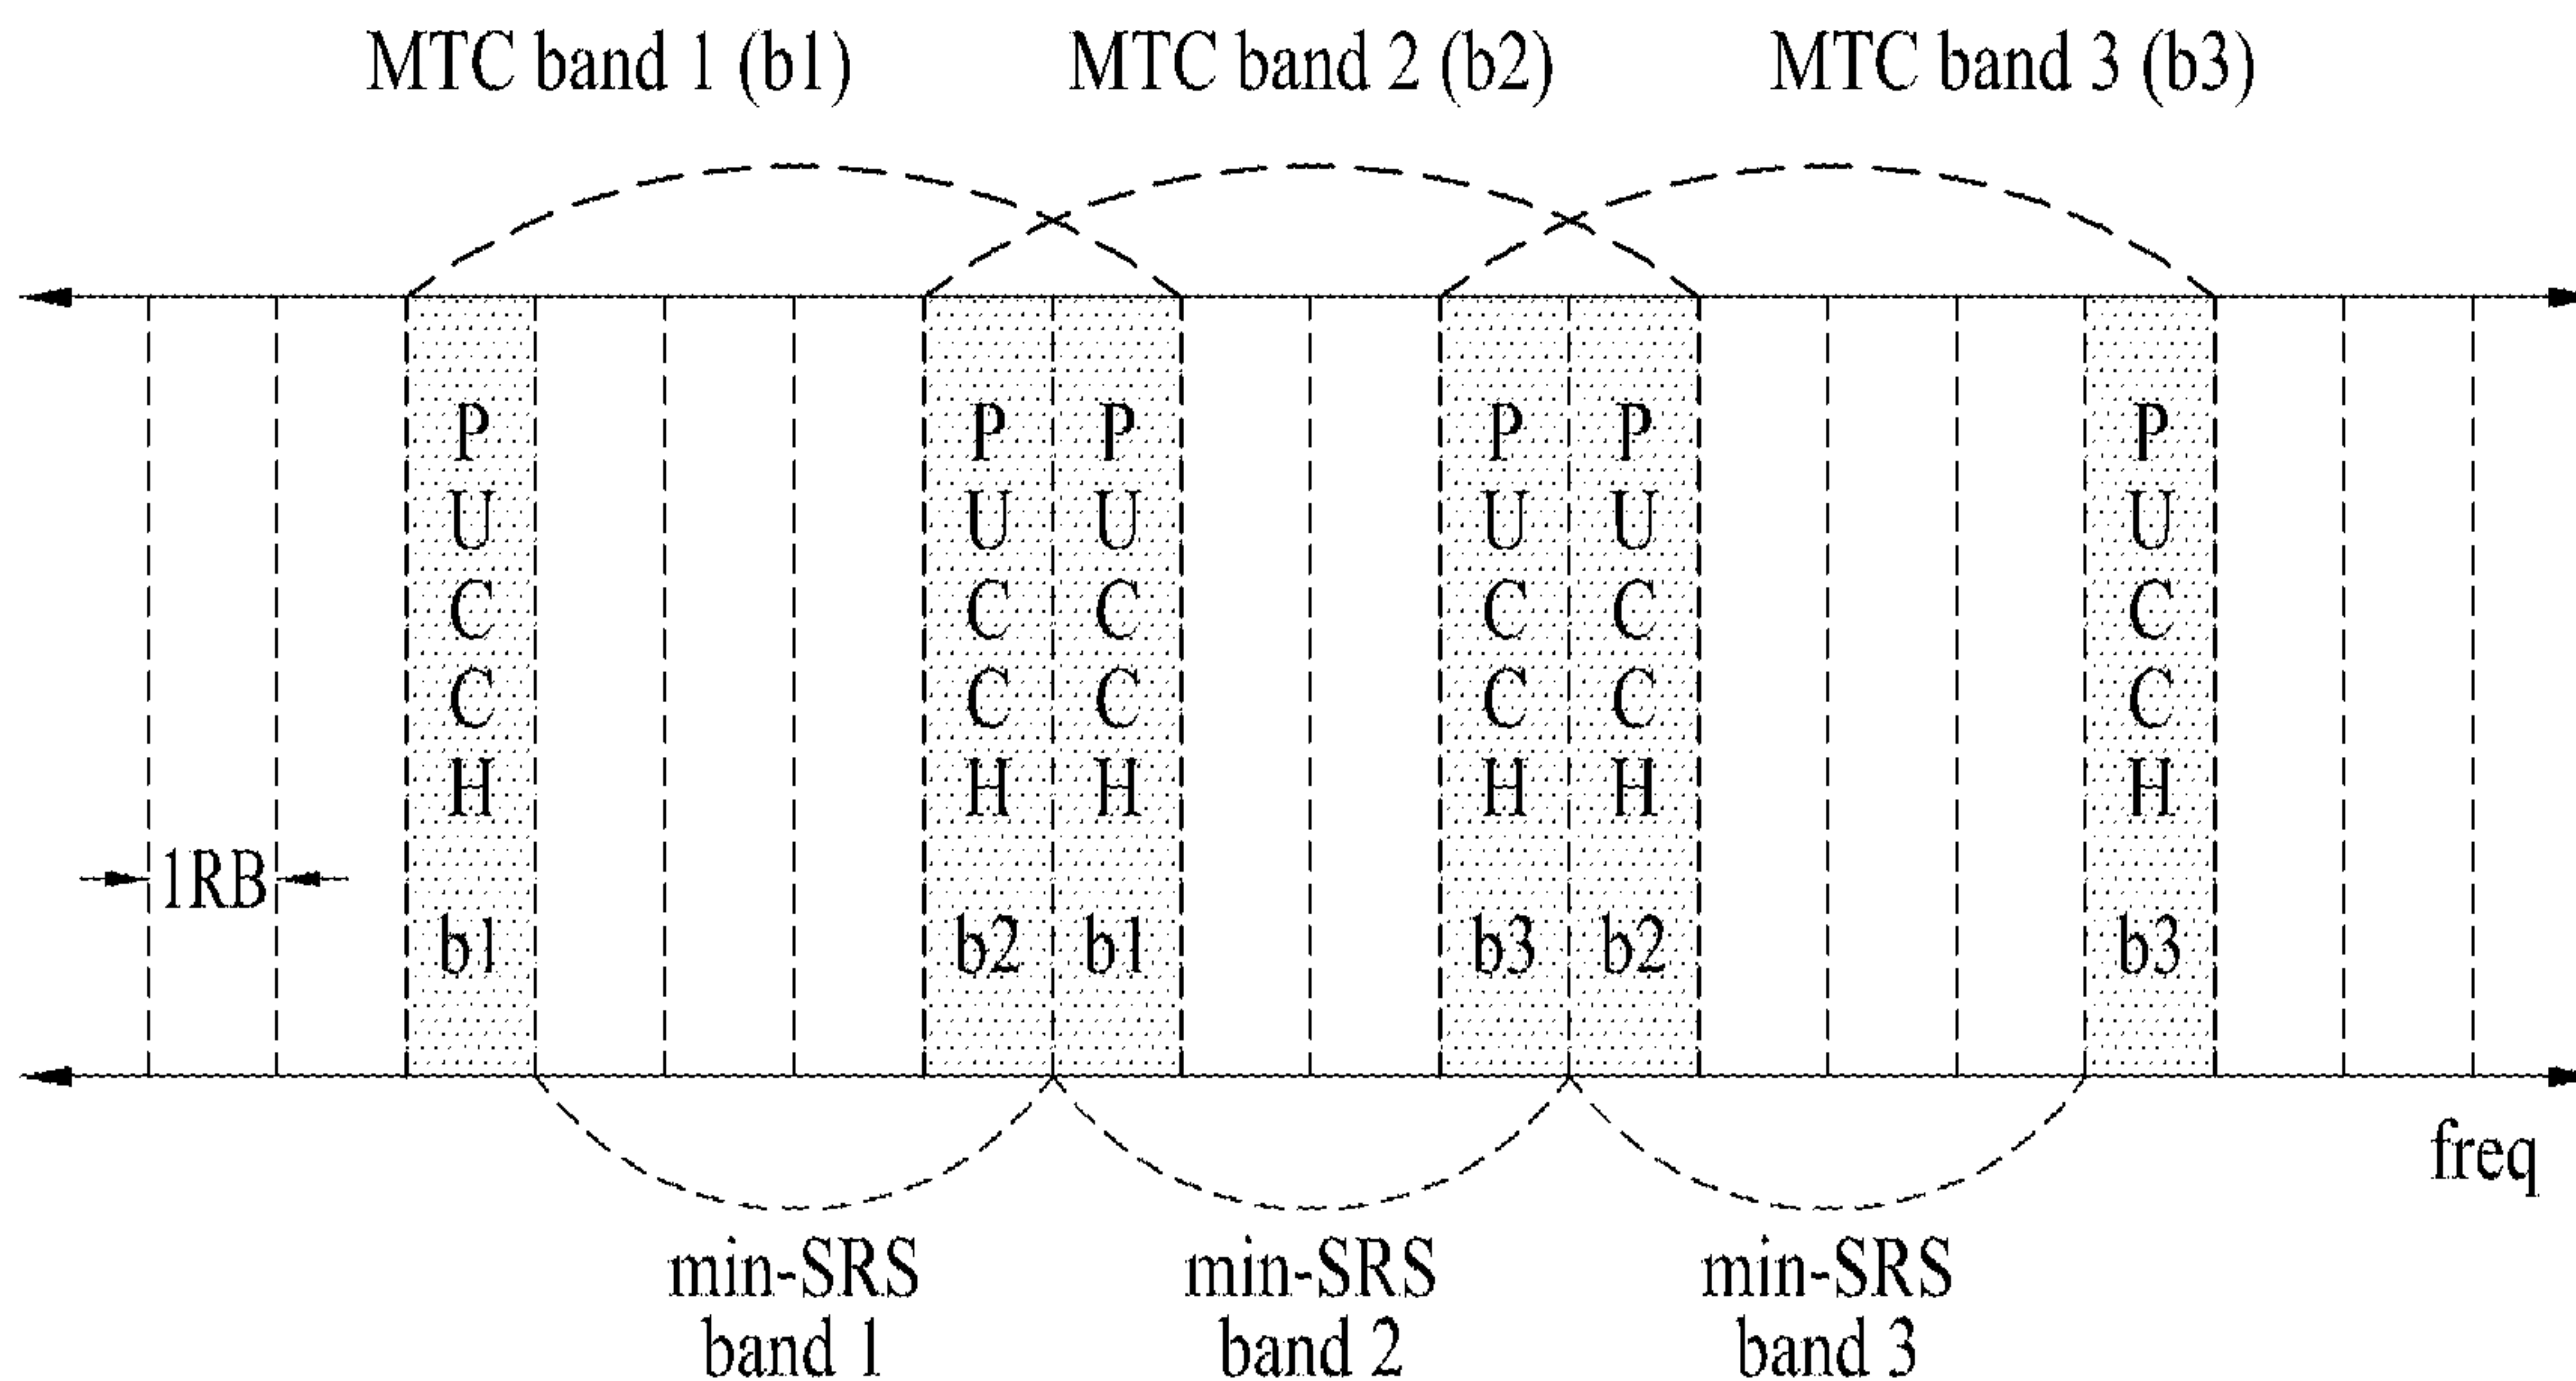 MTC band 1 (b1)
MTC band 2 (b2)
MTC band 3 (b3)
PUCCH
b1
PUCCH
b2
PUCCH
b1
PUCCH
b3
PUCCH
b2
PUCCH
b3
1RB
freq
min-SRS
band 1
min-SRS
band 2
min-SRS
band 3